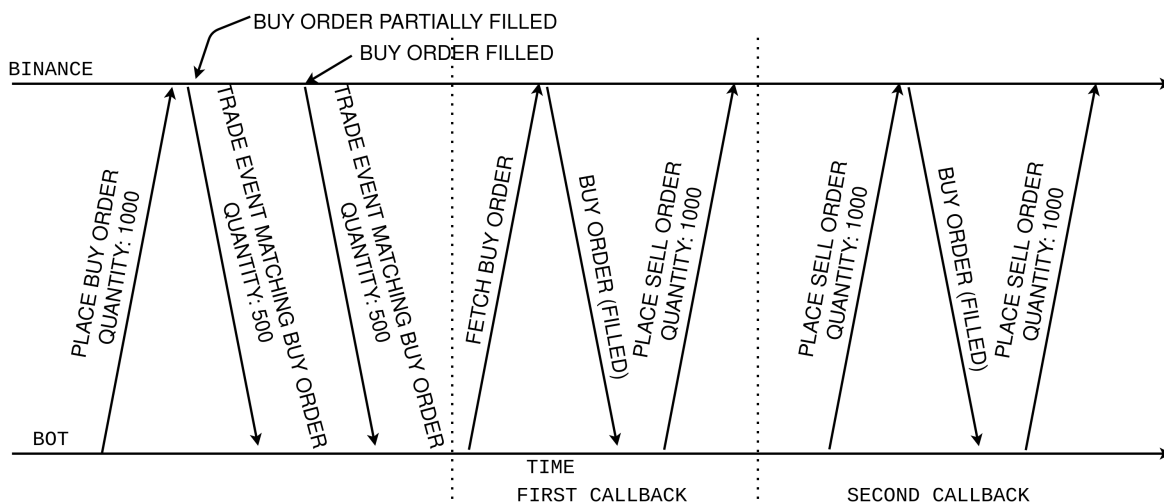 BUY ORDER PARTIALLY FILLED
BUY ORDER FILLED
BINANCE
PLACE BUY ORDER
QUANTITY: 1000
TRADE EVENT MATCHING BUY ORDER
QUANTITY: 500
TRADE EVENT MATCHING BUY ORDER
QUANTITY: 500
FETCH BUY ORDER
BUY ORDER (FILLED)
PLACE SELL ORDER
QUANTITY: 1000
PLACE SELL ORDER
QUANTITY: 1000
BUY ORDER (FILLED)
PLACE SELL ORDER
QUANTITY: 1000
BOT
TIME
FIRST CALLBACK
SECOND CALLBACK